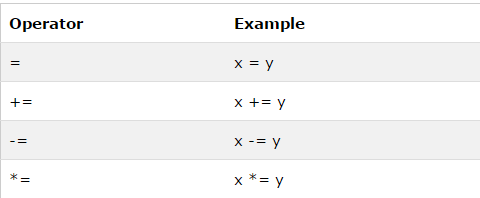 Operator Example
= x = y
+= x += y
-= x -= y
*= x *= y